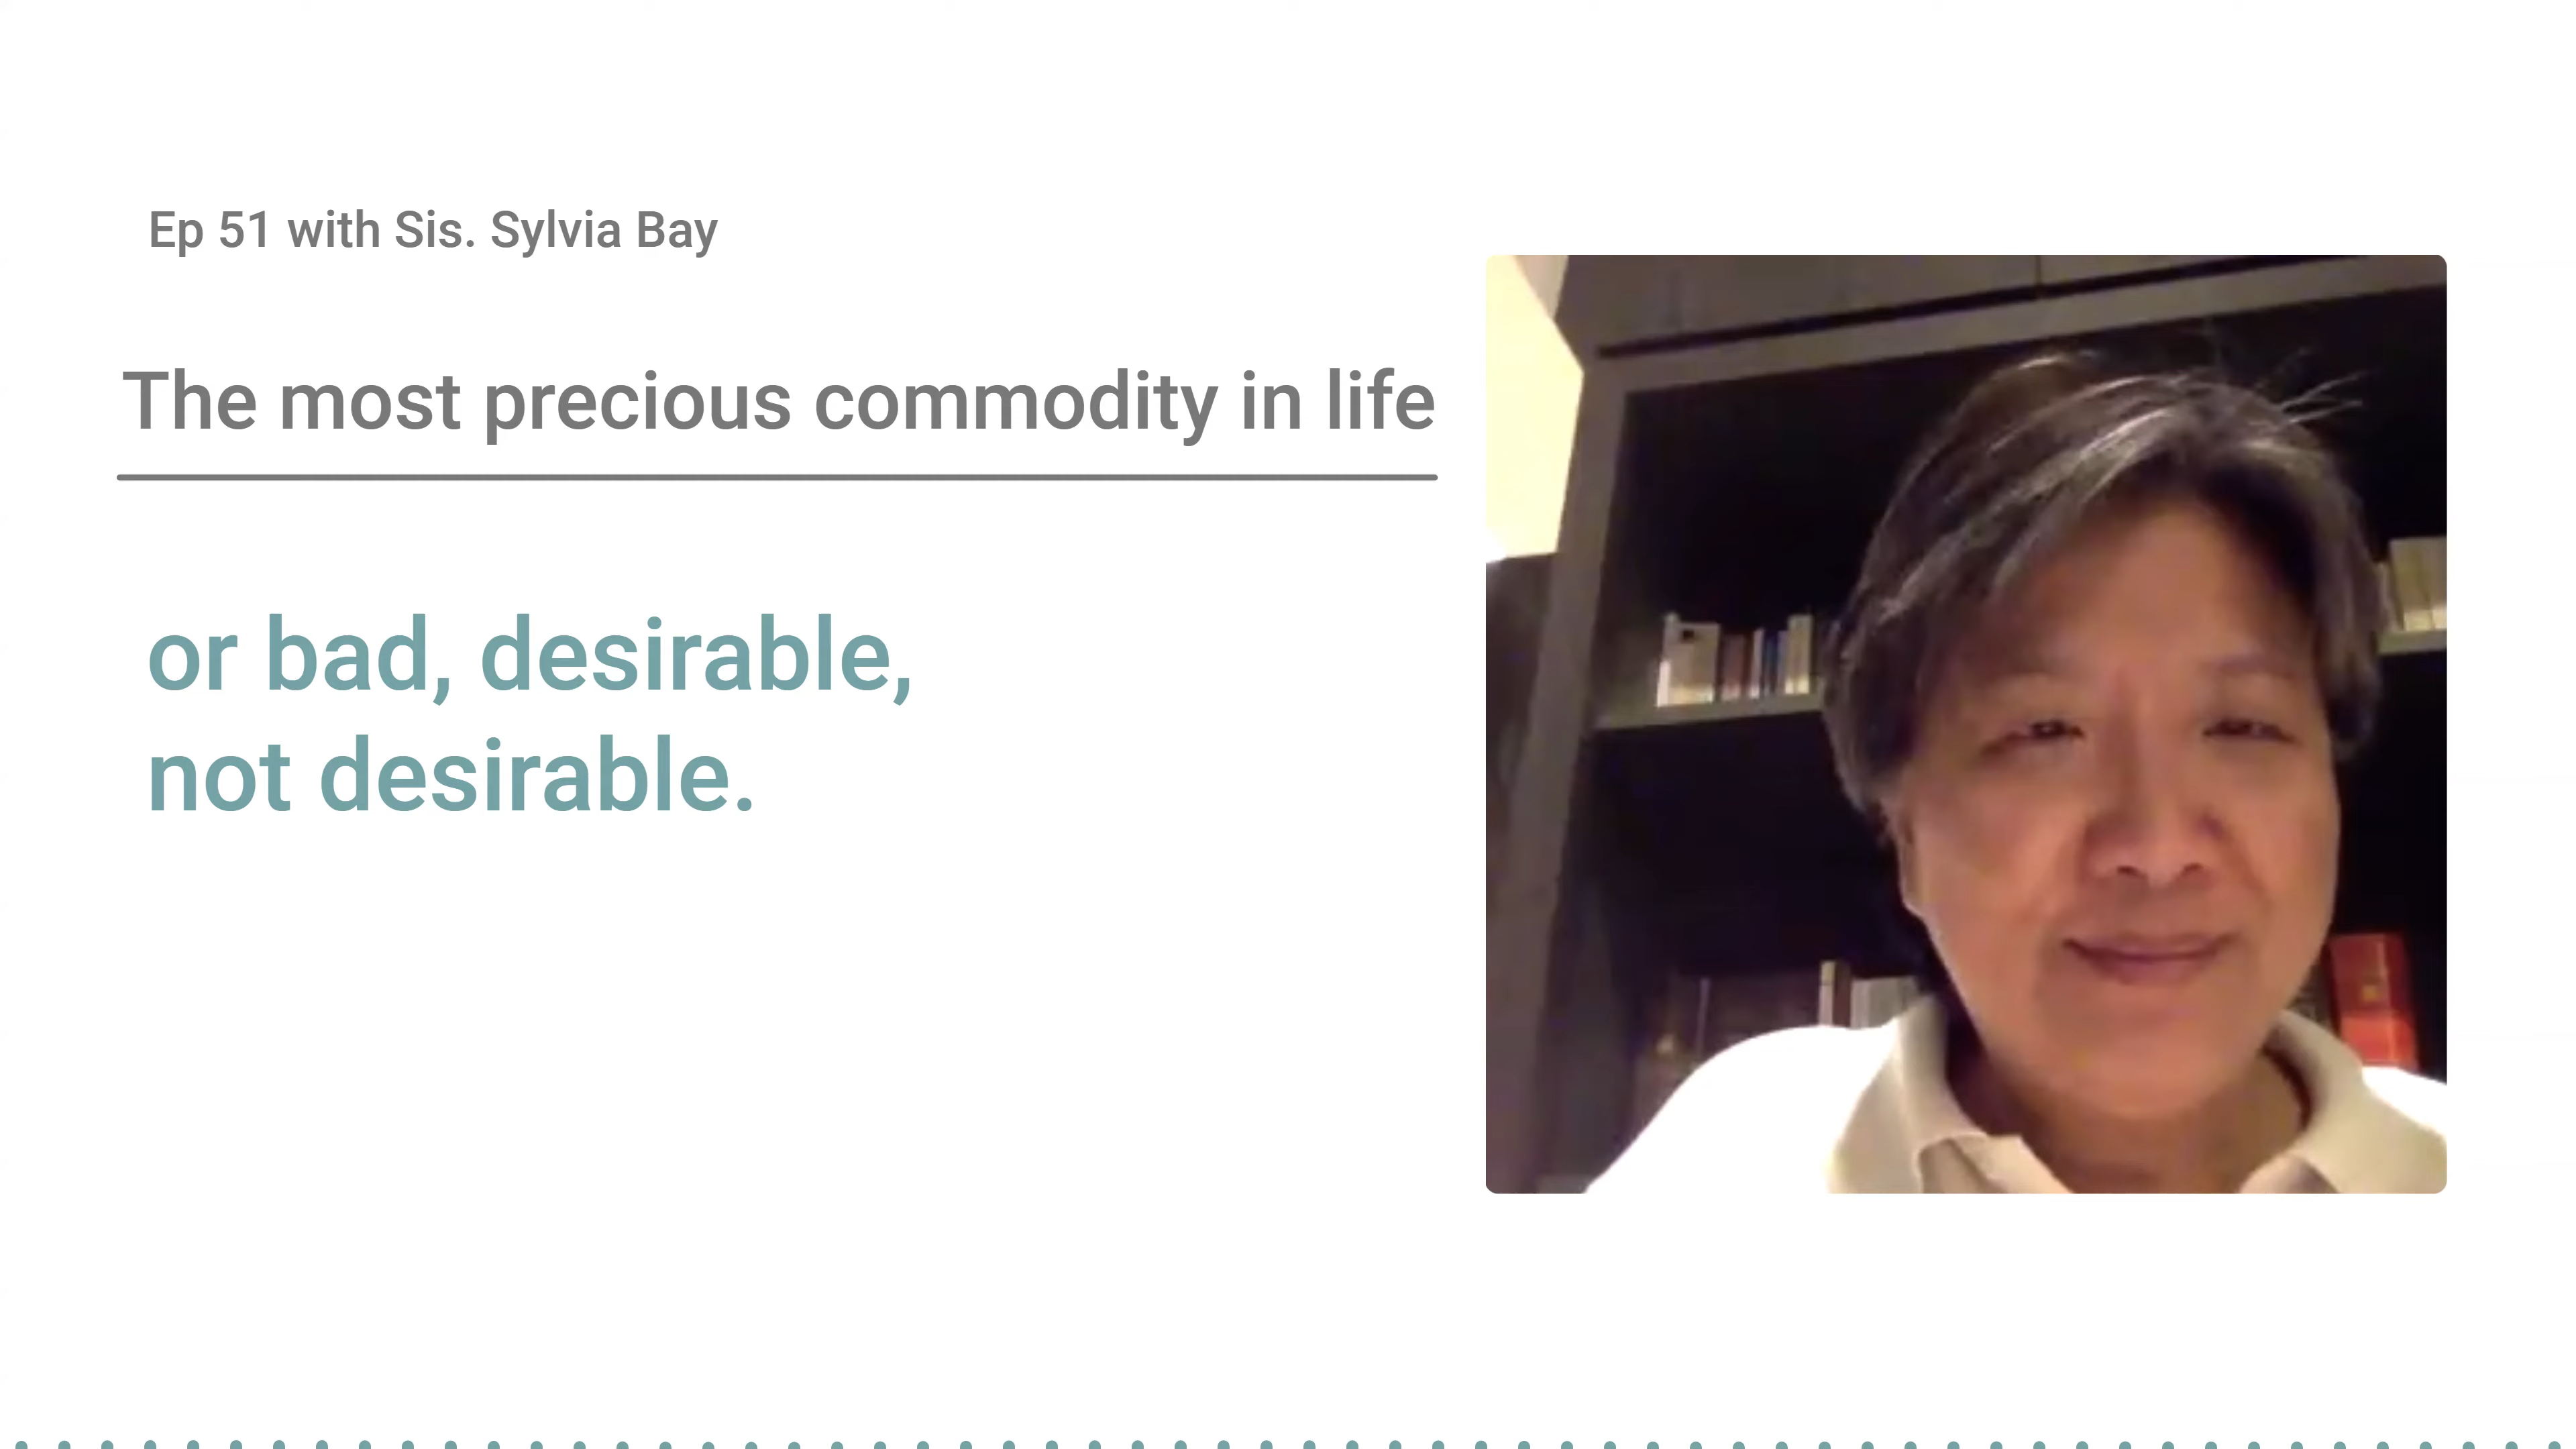 Ep 51 with Sis. Sylvia Bay
The most precious commodity in life
or bad, desirable,
not desirable.